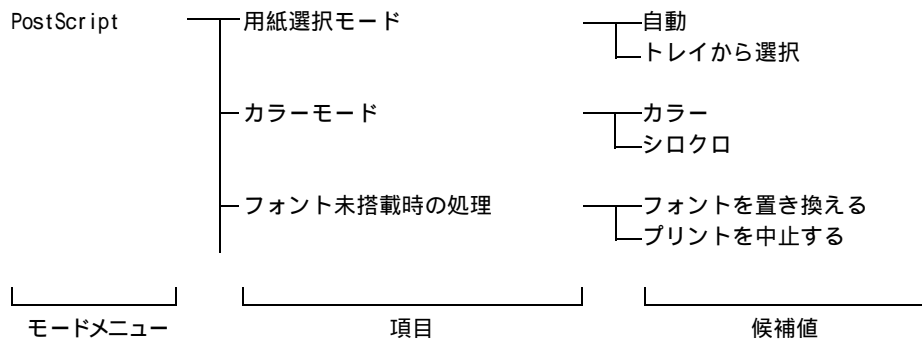 PostScript 用紙選択モード 自動
トレイから選択
カラーモード カラー
シロクロ
フォント未搭載時の処理 フォントを置き換える
プリントを中止する
モードメニュー 項目 候補値